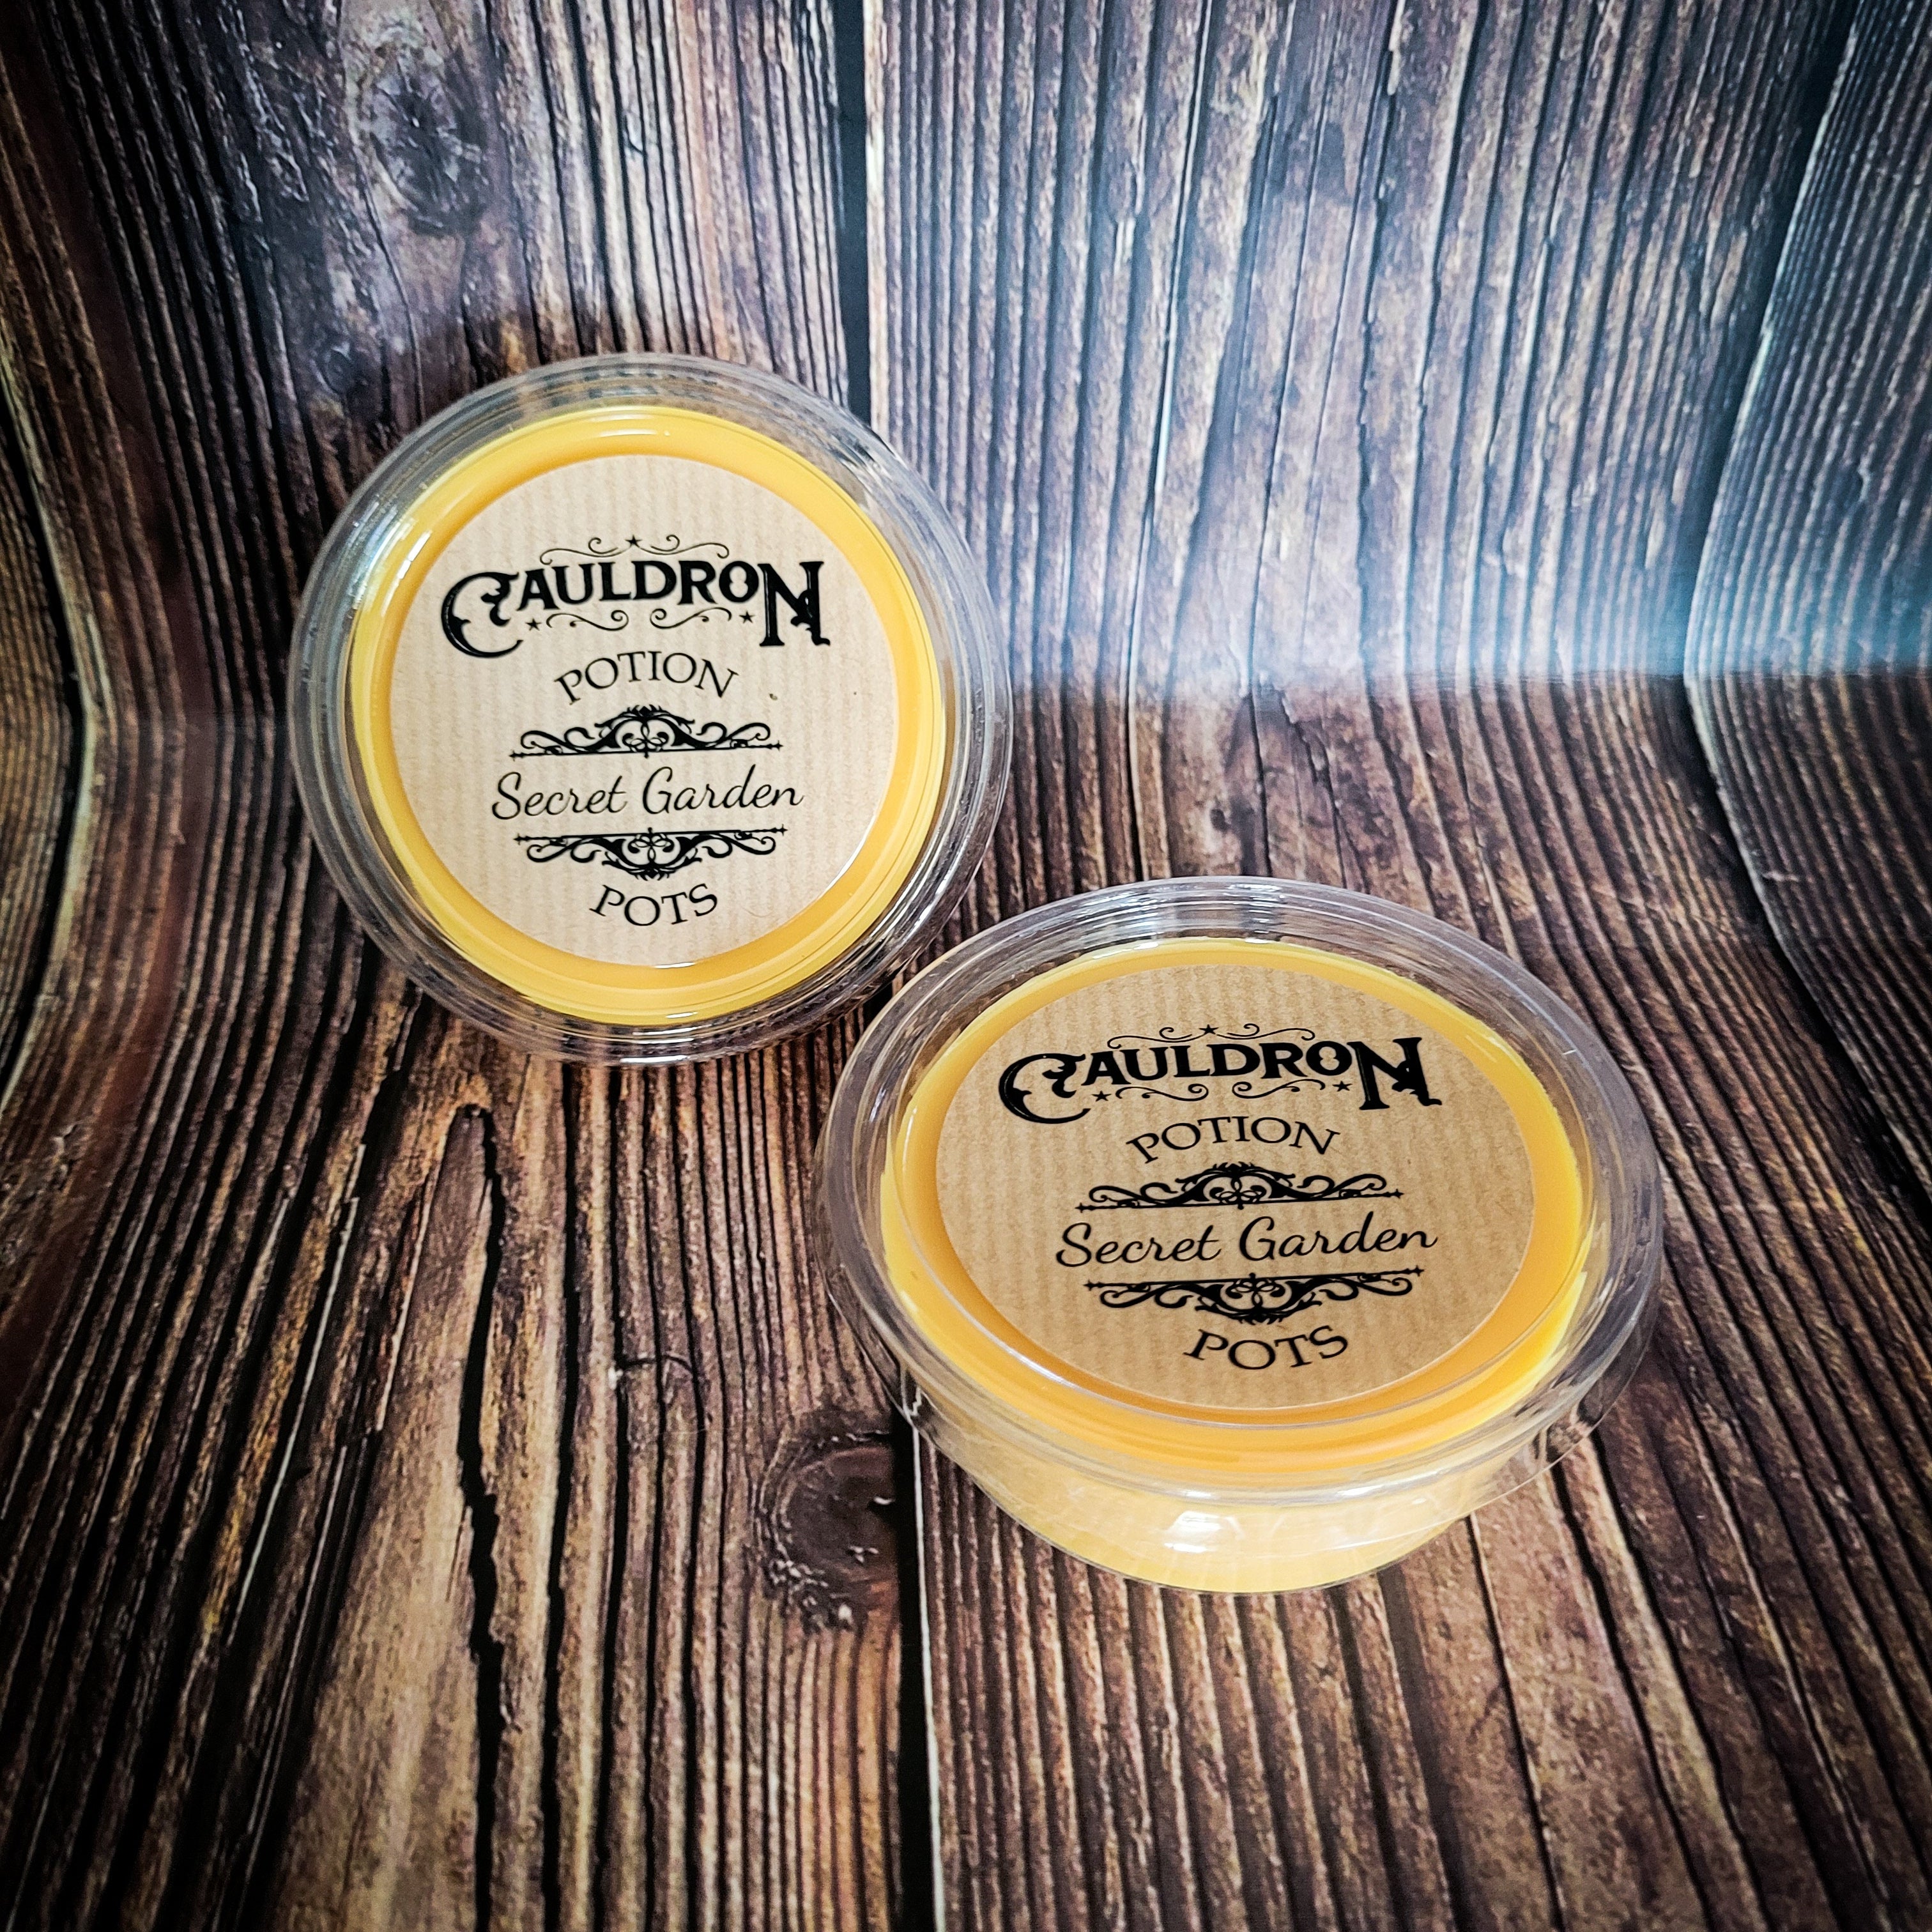 CAULDRON
POTION
Secret Garden
POTS
CAULDRON
POTION
Secret Garden
POTS